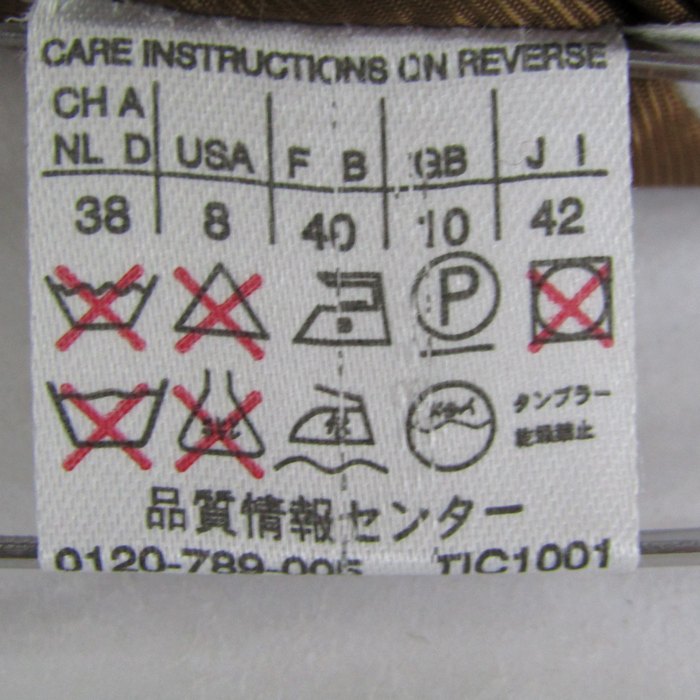 CARE INSTRUCTIONS ON REVERSE
CH A
NL D USA F B GB J I
38 8 40 10 42
P
ドライ タンブラー
乾燥禁止
品質情報センター
0120-789-005 TIC1001